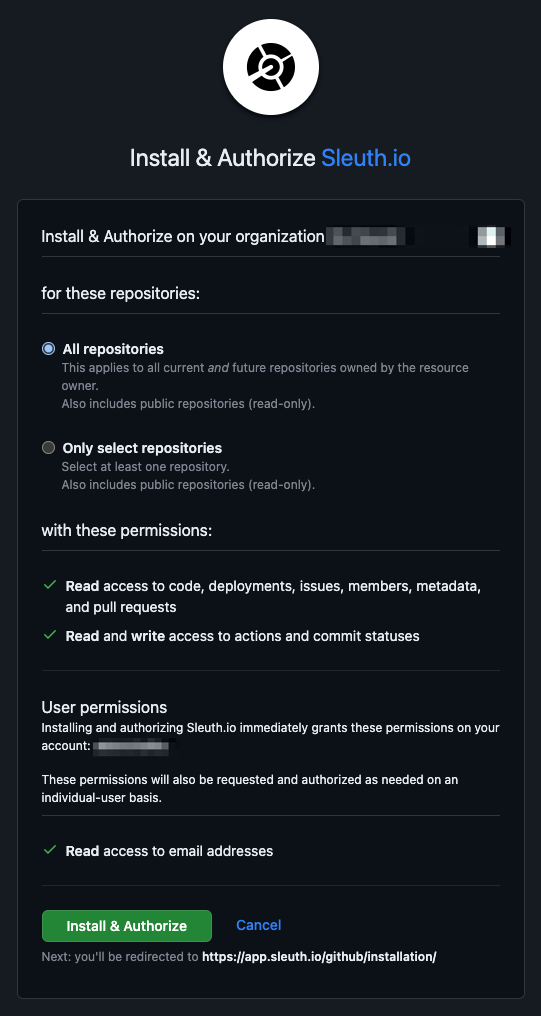 Install & Authorize Sleuth.io
Install & Authorize on your organization
for these repositories:
All repositories
This applies to all current and future repositories owned by the resource
owner.
Also includes public repositories (read-only).
Only select repositories
Select at least one repository.
Also includes public repositories (read-only).
with these permissions:
Read access to code, deployments, issues, members, metadata,
and pull requests
Read and write access to actions and commit statuses
User permissions
Installing and authorizing Sleuth.io immediately grants these permissions on your
account:
These permissions will also be requested and authorized as needed on an
individual-user basis.
Read access to email addresses
Install & Authorize Cancel
Next: you'll be redirected to https://app.sleuth.io/github/installation/